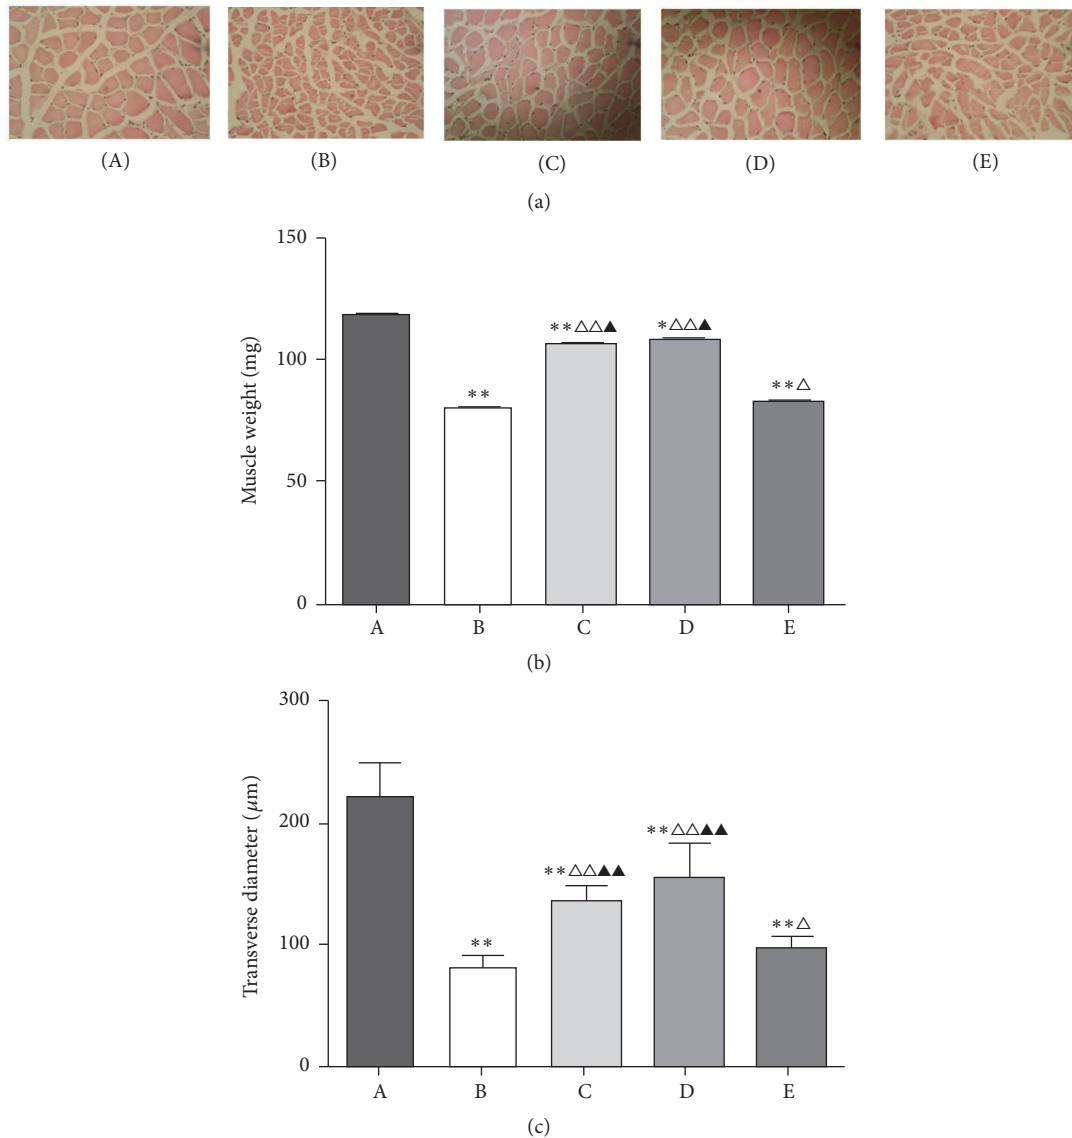 (A) (B) (C) (D) (E)
(a)
150
100
50
0
Muscle weight (mg)
**
**△△▲
*△△▲
**△
A B C D E
(b)
300
200
100
0
Transverse diameter (μm)
**
**△△▲▲
**△△▲▲
**△
A B C D E
(c)